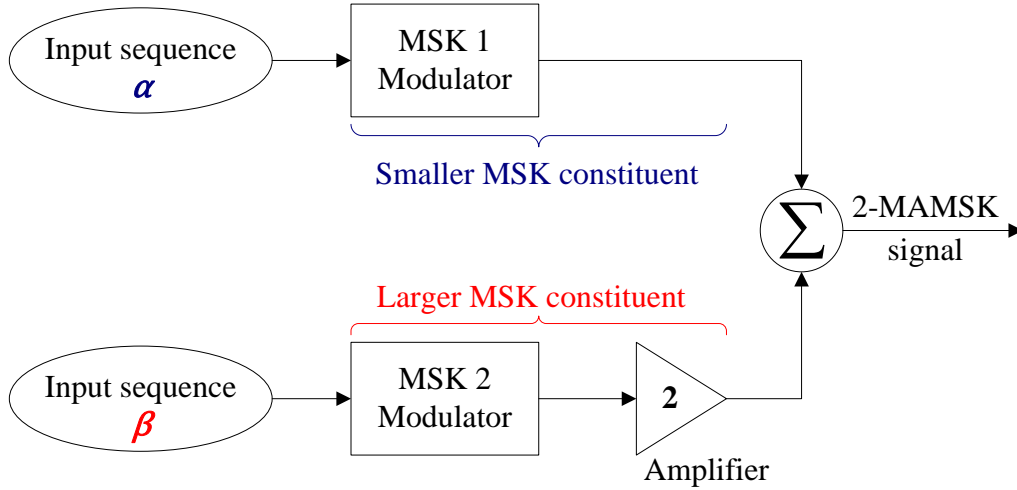 Input sequence
α
MSK 1
Modulator
Smaller MSK constituent
∑
2-MAMSK
signal
Larger MSK constituent
Input sequence
β
MSK 2
Modulator
2
Amplifier